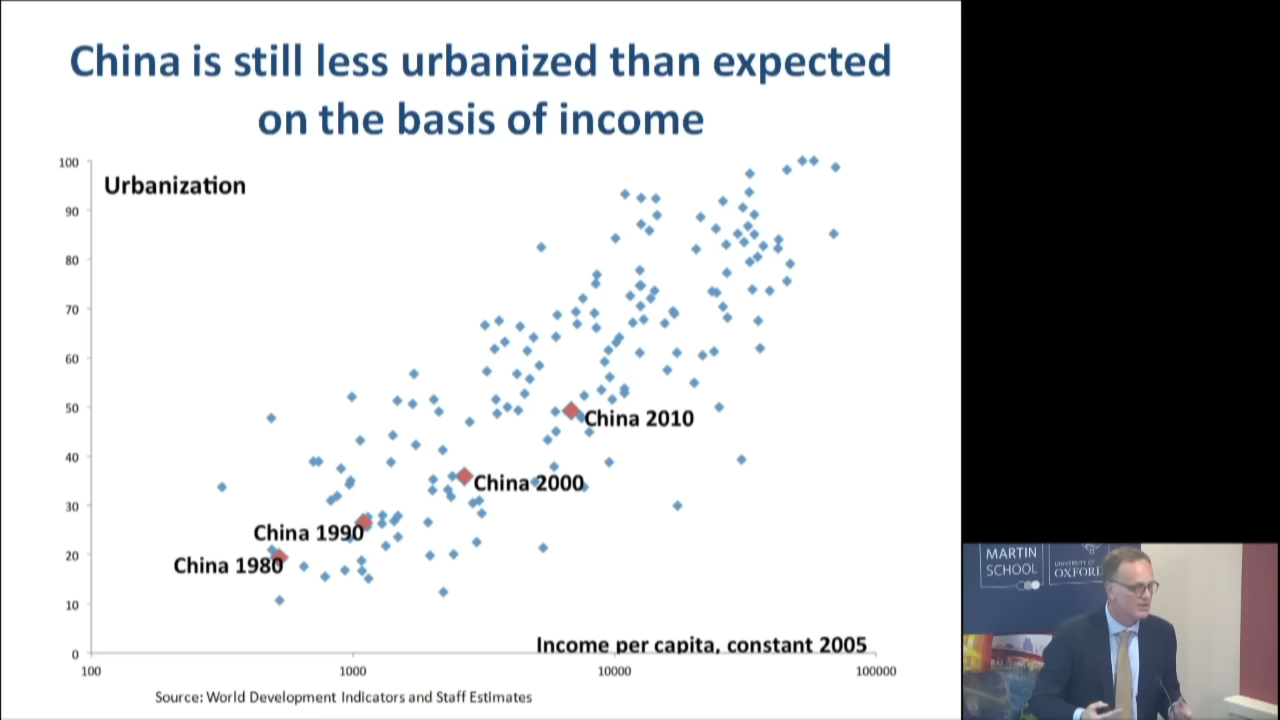 China is still less urbanized than expected
on the basis of income
100
Urbanization
90
80
70
60
50
China 2010
40
China 2000
30
China 1990
20
China 1980
10
0
Income per capita, constant 2005
100
1000
10000
100000
Source: World Development Indicators and Staff Estimates
MARTIN
SCHOOL
UNIVERSITY OF
OXFORD